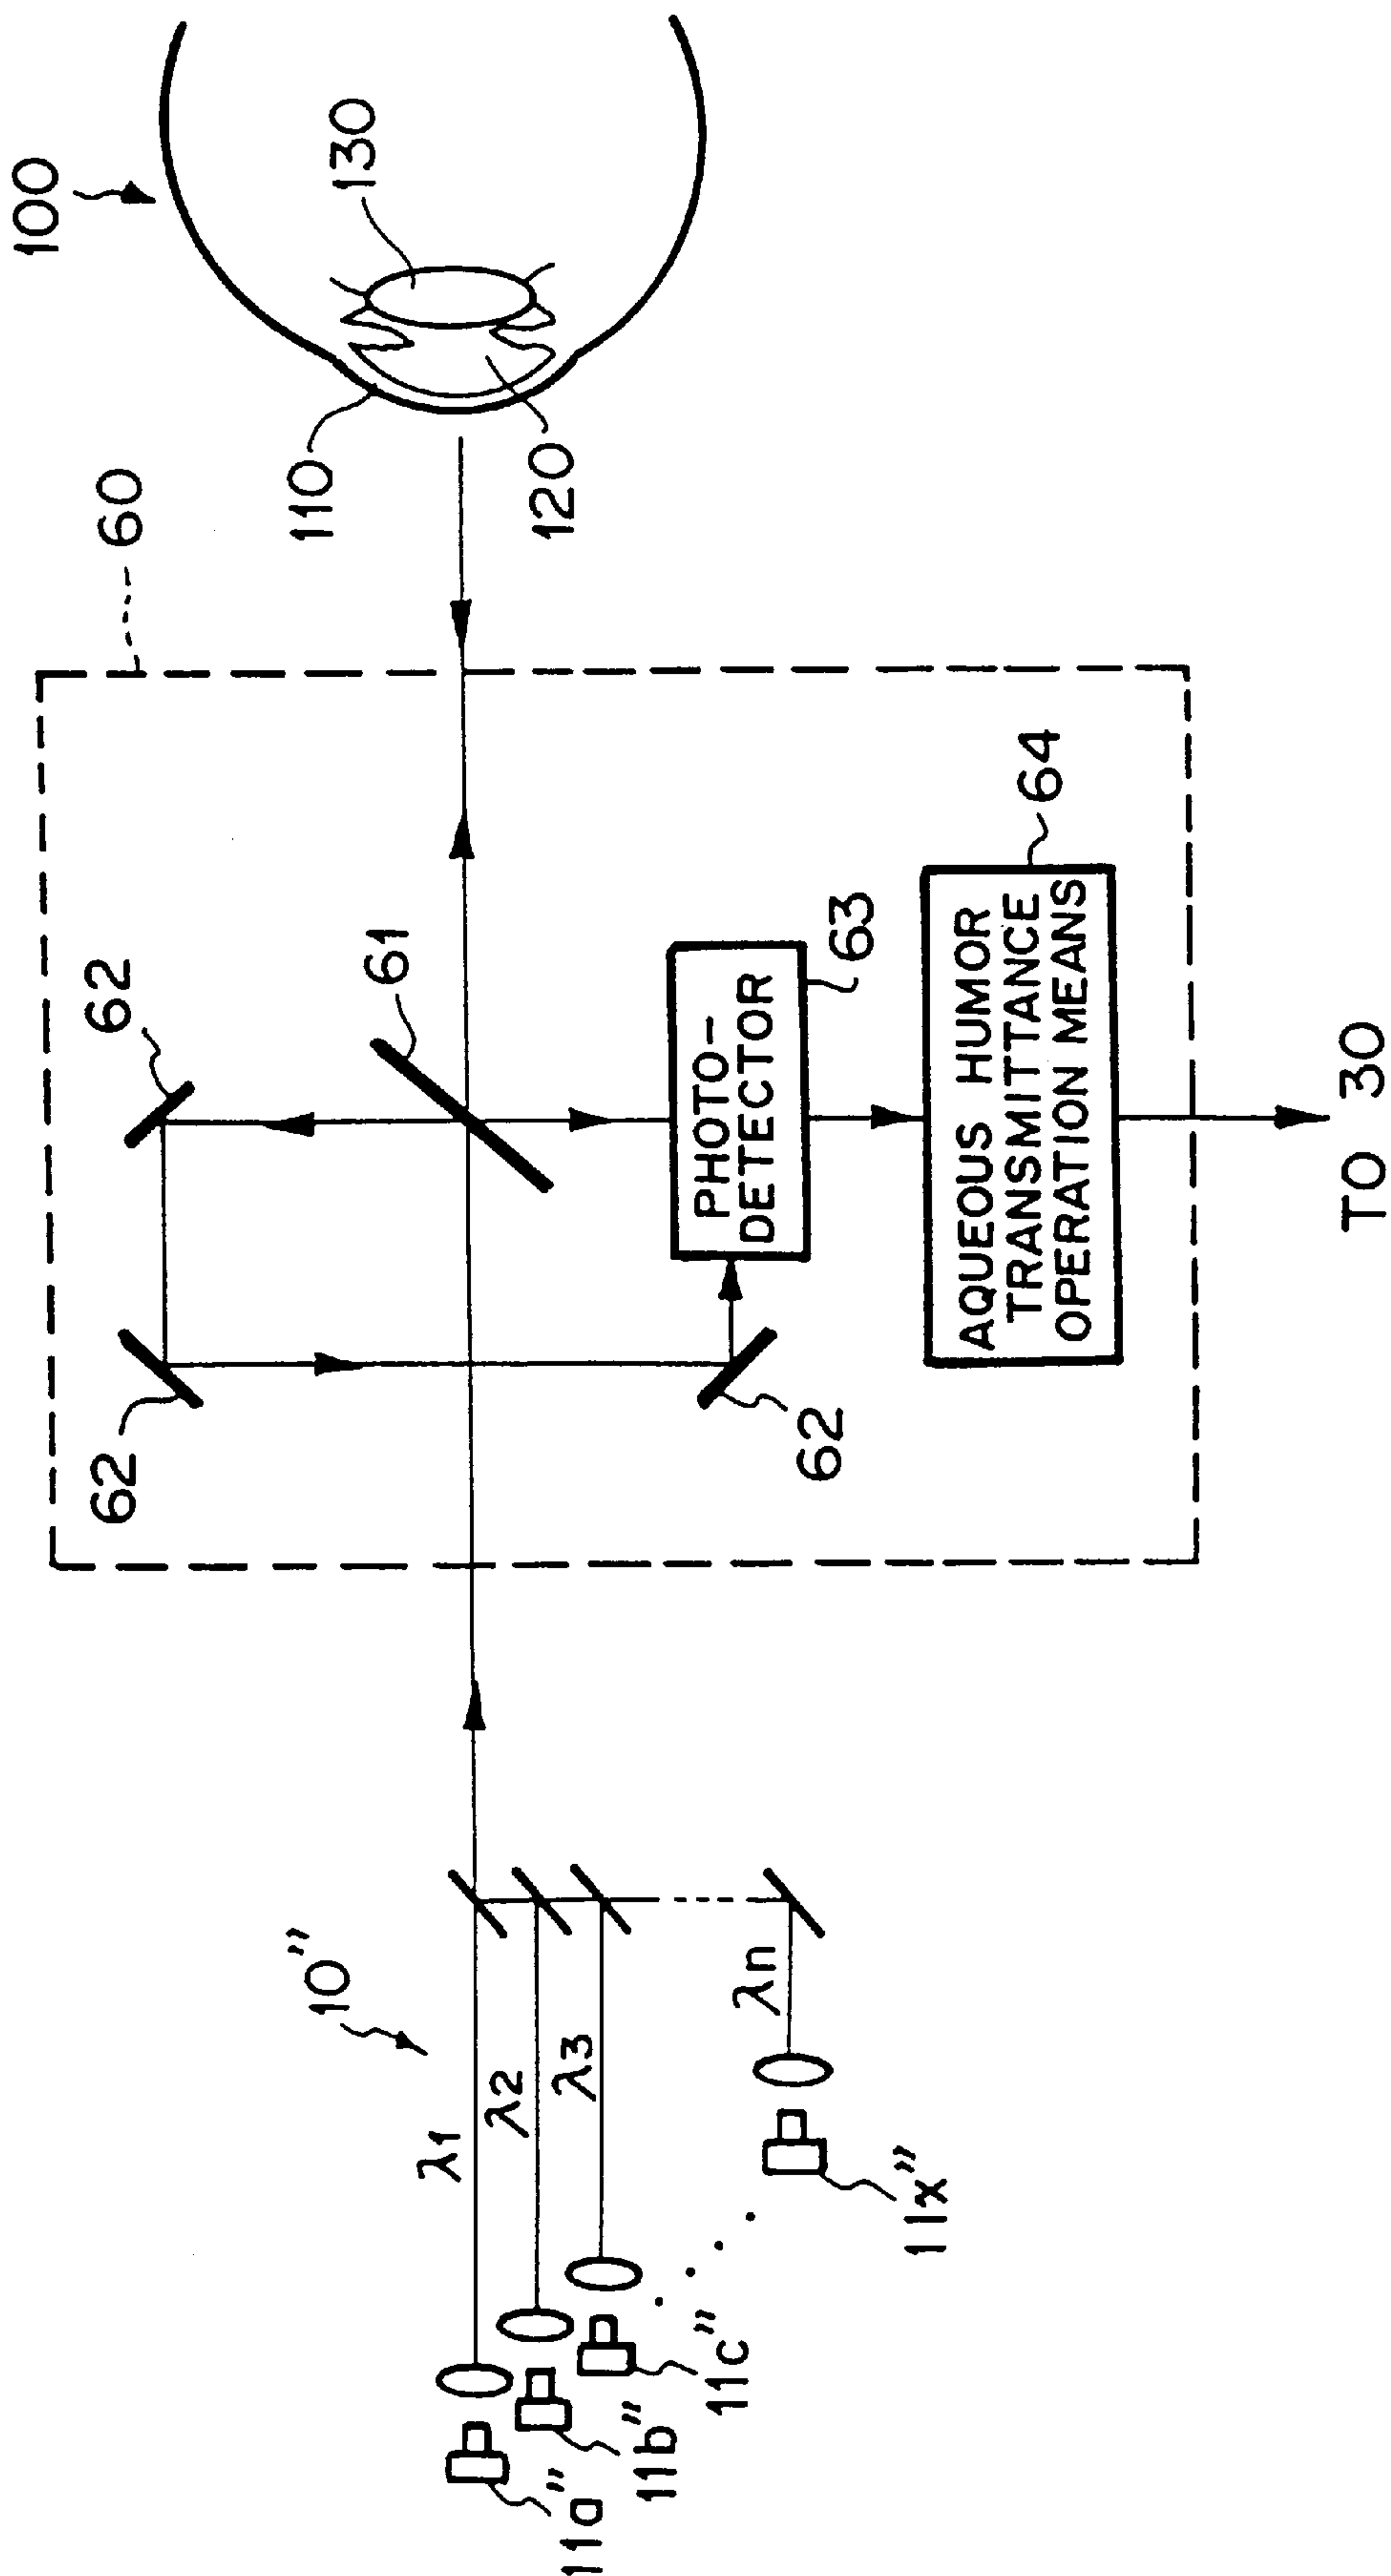 100
130
110
120
60
62
61
62
62
63
PHOTO-
DETECTOR
64
AQUEOUS HUMOR
TRANSMITTANCE
OPERATION MEANS
TO 30
10"
λ1
λ2
λ3
λn
11a"
11b"
11c"
11x"